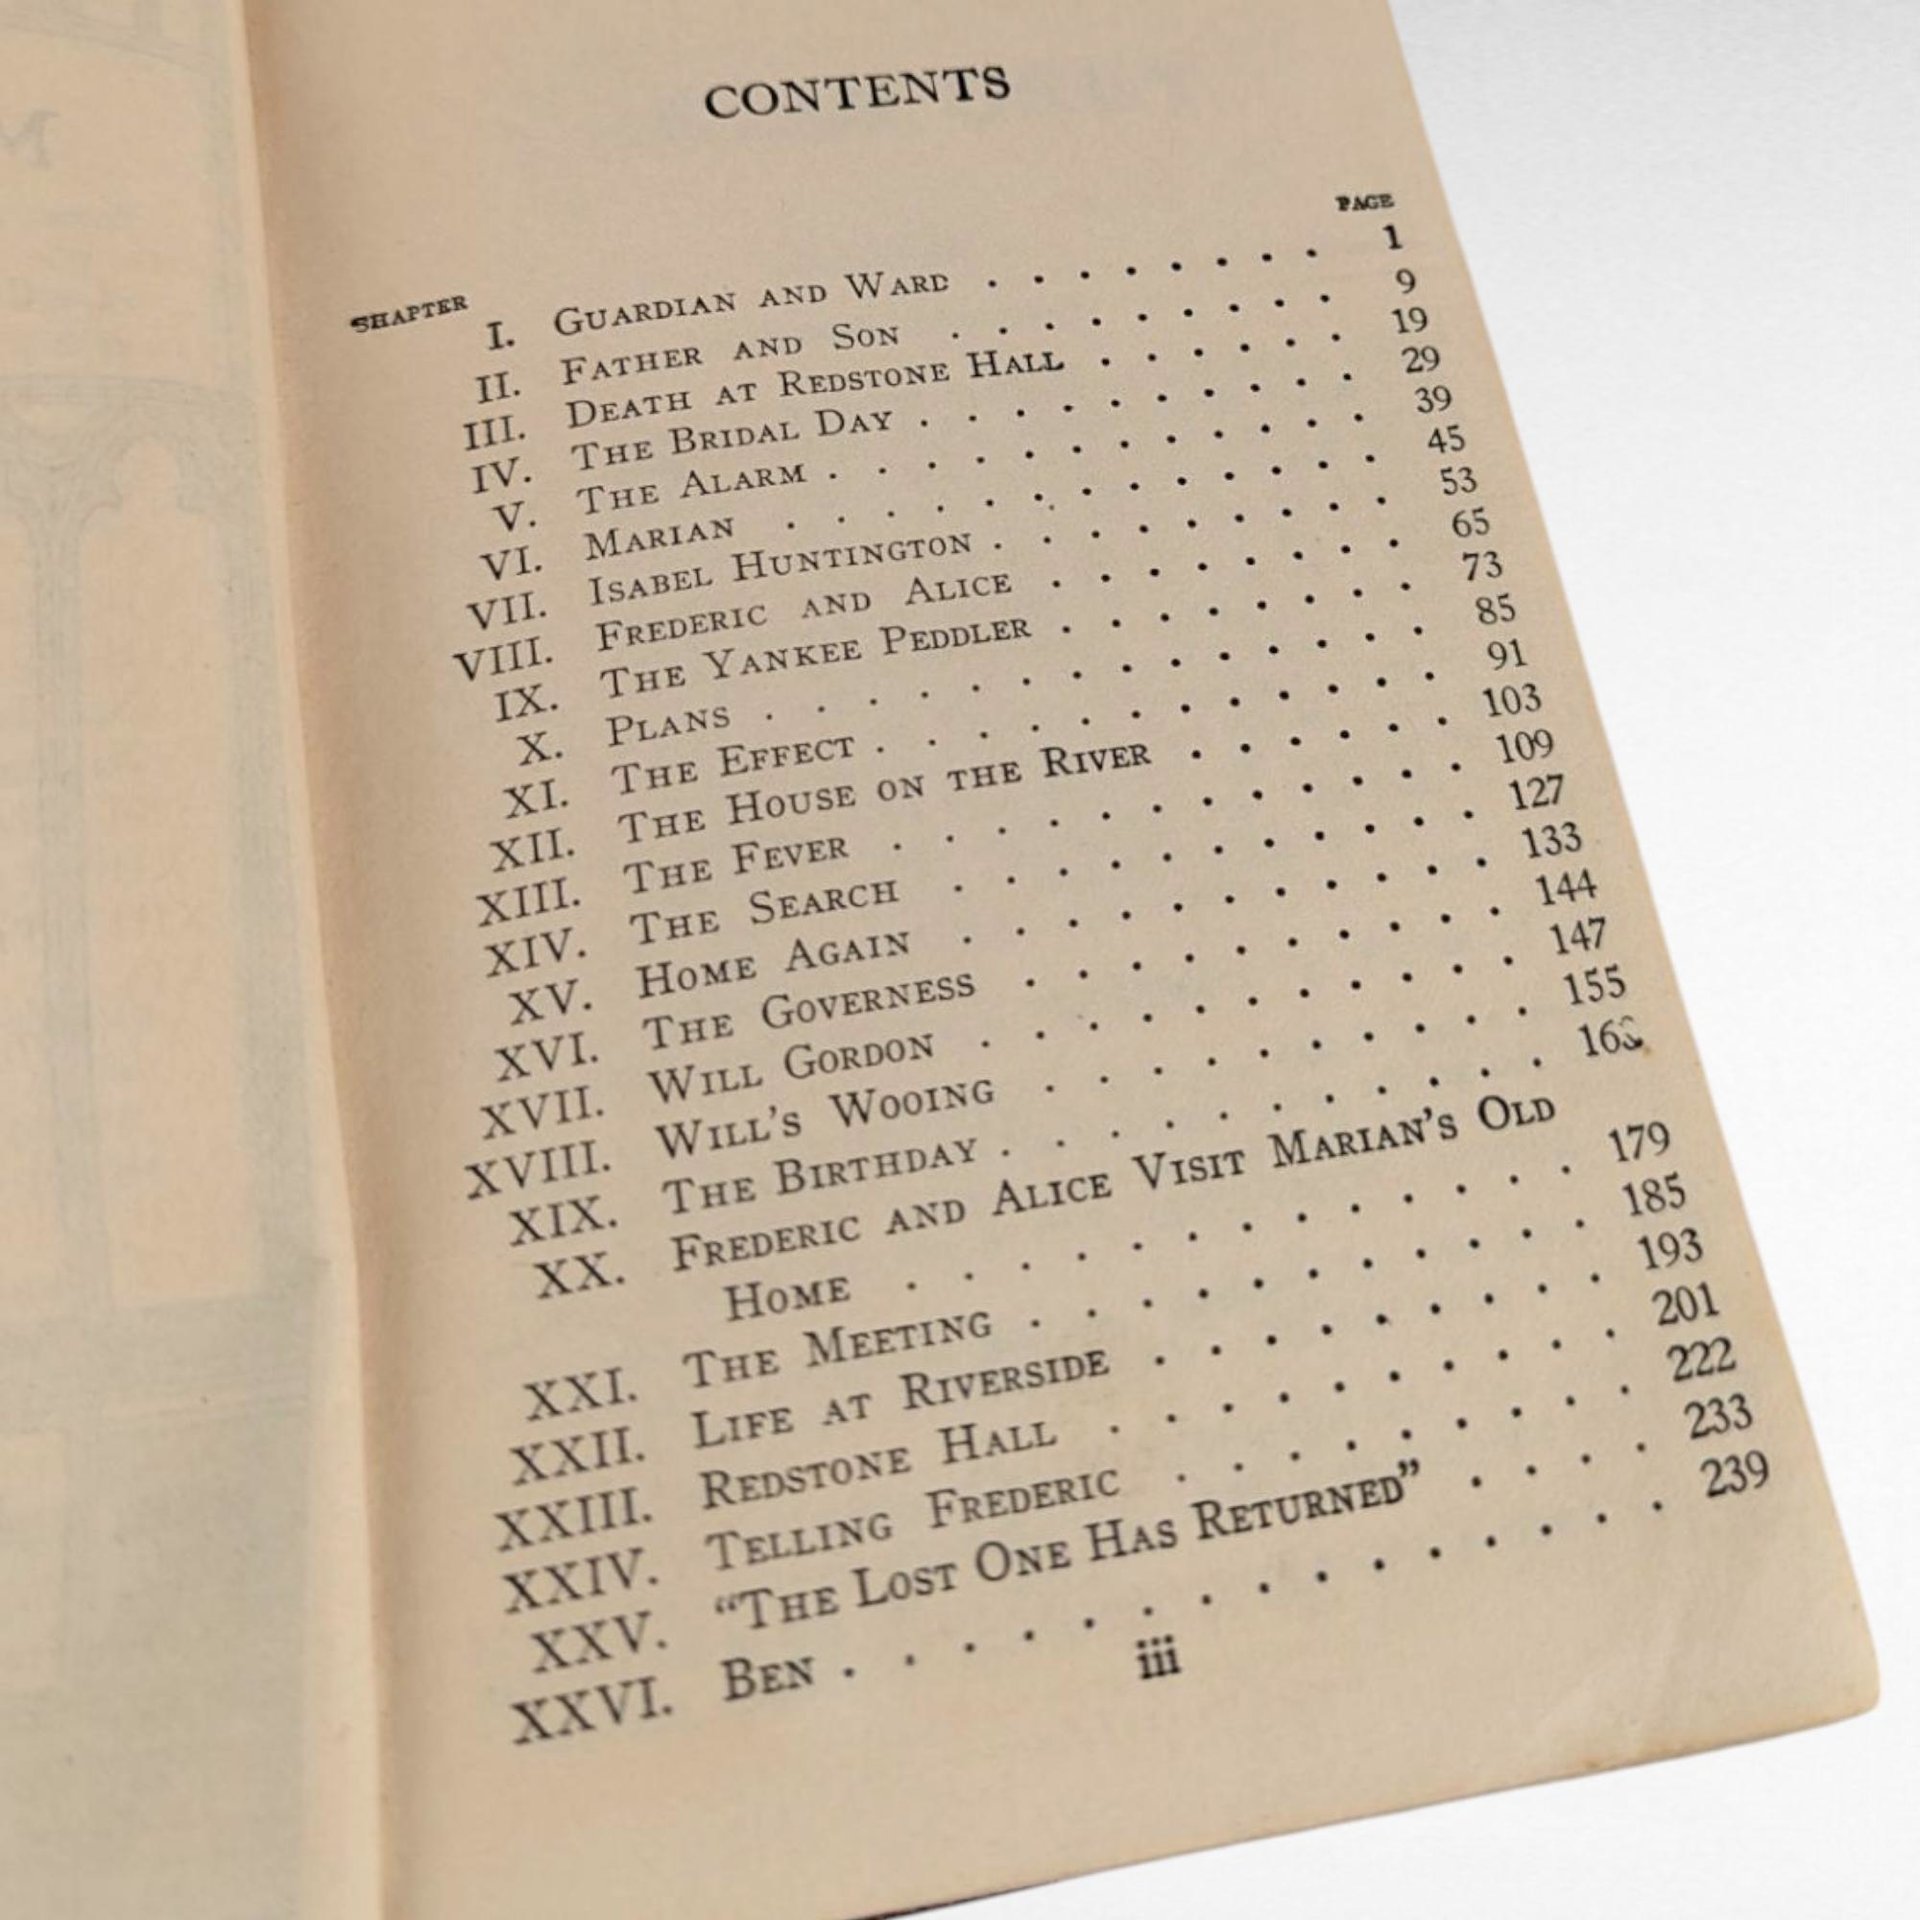 CONTENTS
CHAPTER PAGE
I. GUARDIAN AND WARD . . . . . . . . 1
II. FATHER AND SON . . . . . . . . . 9
III. DEATH AT REDSTONE HALL . . . . . . 19
IV. THE BRIDAL DAY . . . . . . . . . . 29
V. THE ALARM . . . . . . . . . . . . 39
VI. MARIAN . . . . . . . . . . . . . 45
VII. ISABEL HUNTINGTON . . . . . . . . . 53
VIII. FREDERIC AND ALICE . . . . . . . . 65
IX. THE YANKEE PEDDLER . . . . . . . . 73
X. PLANS . . . . . . . . . . . . . 85
XI. THE EFFECT . . . . . . . . . . . . 91
XII. THE HOUSE ON THE RIVER . . . . . . 103
XIII. THE FEVER . . . . . . . . . . . 109
XIV. THE SEARCH . . . . . . . . . . 127
XV. HOME AGAIN . . . . . . . . . . 133
XVI. THE GOVERNESS . . . . . . . . . 144
XVII. WILL GORDON . . . . . . . . . . 147
XVIII. WILL'S WOOING . . . . . . . . . 155
XIX. THE BIRTHDAY . . . . . . . . . .
XX. FREDERIC AND ALICE VISIT MARIAN'S OLD
HOME . . . . . . . . . . . . 179
XXI. THE MEETING . . . . . . . . . . 185
XXII. LIFE AT RIVERSIDE . . . . . . . . 193
XXIII. REDSTONE HALL . . . . . . . . . 201
XXIV. TELLING FREDERIC . . . . . . . . 222
XXV. “THE LOST ONE HAS RETURNED” . . . . 233
XXVI. BEN . . . . . . . . . . . . . . 239
iii